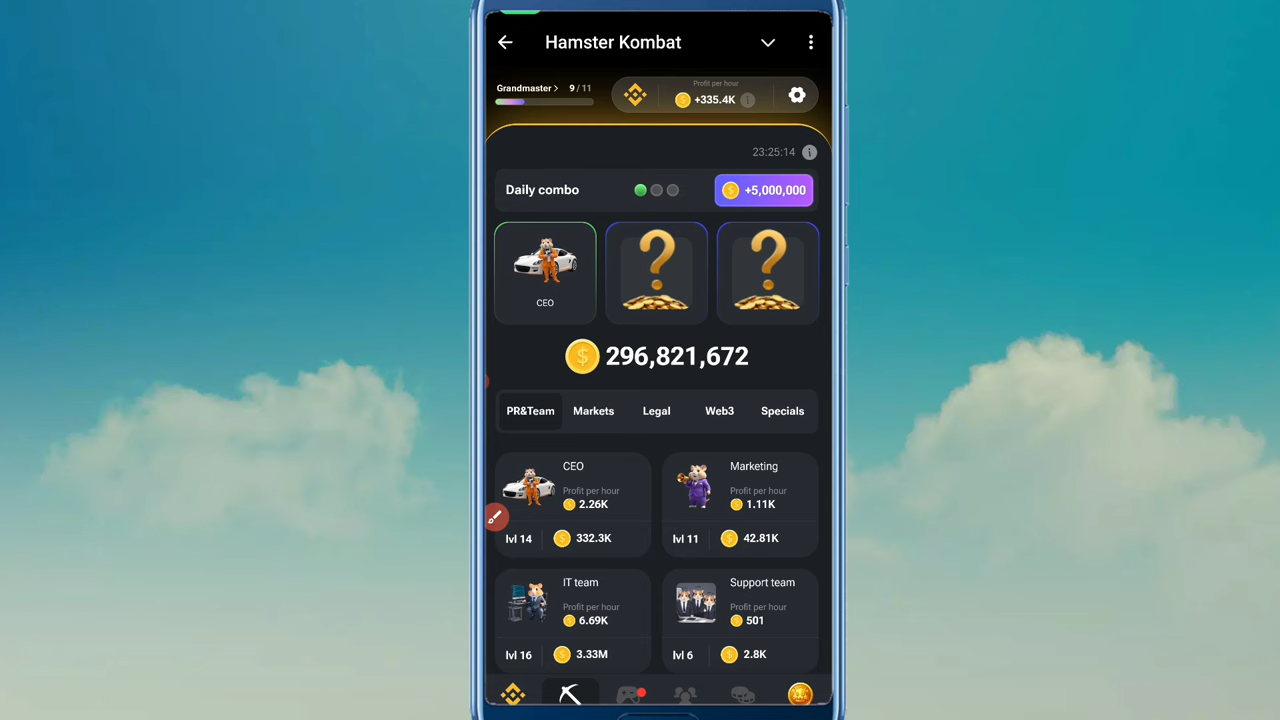 Hamster Kombat
Grandmaster > 9 / 11
Profit per hour
+335.4K
23:25:14
Daily combo
+5,000,000
CEO
296,821,672
PR&Team Markets Legal Web3 Specials
CEO
Profit per hour
2.26K
lvl 14 332.3K
Marketing
Profit per hour
1.11K
lvl 11 42.81K
IT team
Profit per hour
6.69K
lvl 16 3.33M
Support team
Profit per hour
501
lvl 6 2.8K